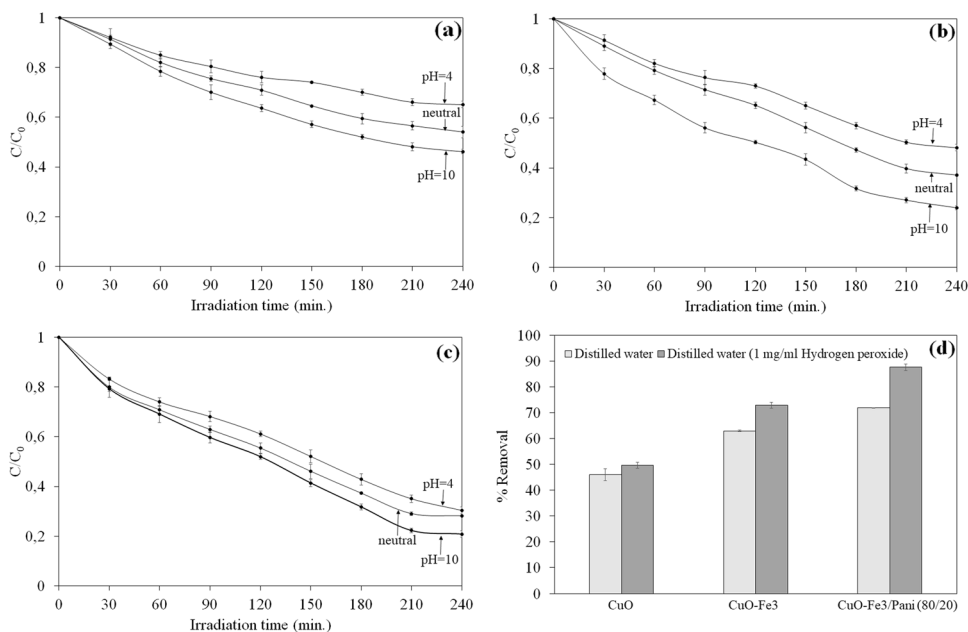 (a)
1
0,8
0,6
0,4
0,2
0
C/C0
pH=4
neutral
pH=10
0 30 60 90 120 150 180 210 240
Irradiation time (min.)
(b)
1
0,8
0,6
0,4
0,2
0
C/C0
pH=4
neutral
pH=10
0 30 60 90 120 150 180 210 240
Irradiation time (min.)
(c)
1
0,8
0,6
0,4
0,2
0
C/C0
pH=4
neutral
pH=10
0 30 60 90 120 150 180 210 240
Irradiation time (min.)
(d)
100
90
80
70
60
50
40
30
20
10
0
% Removal
Distilled water Distilled water (1 mg/ml Hydrogen peroxide)
CuO CuO-Fe3 CuO-Fe3/Pani (80/20)